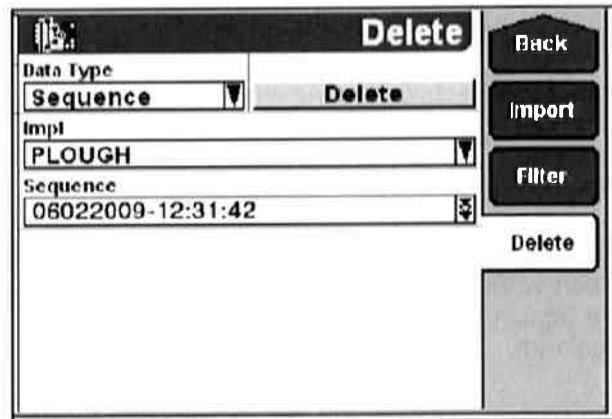 Delete
Data Type
Sequence
Delete
Impl
PLOUGH
Sequence
06022009-12:31:42
Back
Import
Filter
Delete